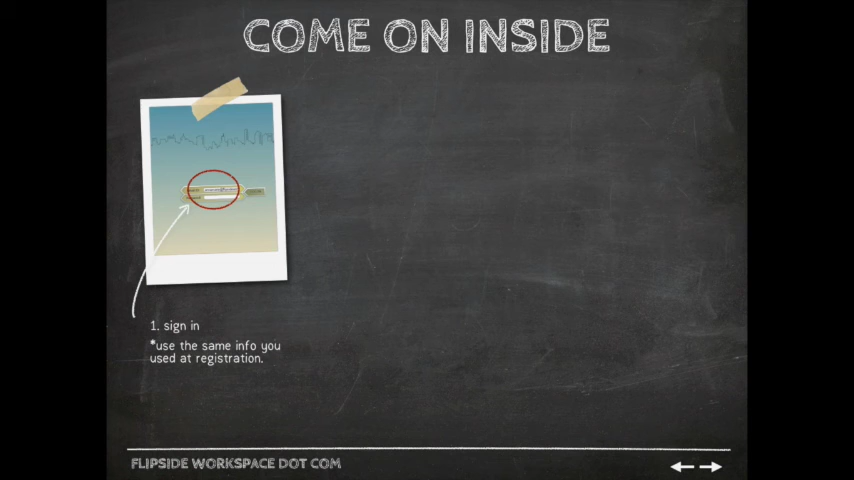 COME ON INSIDE
1. sign in
*use the same info you
used at registration.
FLIPSIDE WORKSPACE DOT COM